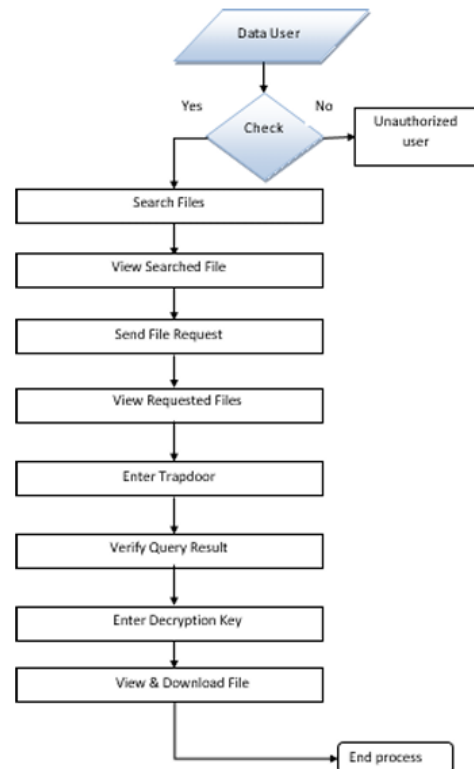 Data User
Yes
No
Check
Unauthorized
user
Search Files
View Searched File
Send File Request
View Requested Files
Enter Trapdoor
Verify Query Result
Enter Decryption Key
View & Download File
End process